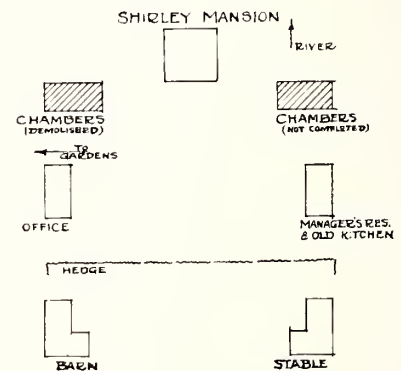 SHIRLEY MANSION
RIVER
CHAMBERS
(DEMOLISHED)
CHAMBERS
(NOT COMPLETED)
TO
GARDENS
OFFICE
MANAGER'S RES.
& OLD KITCHEN
HEDGE
BARN
STABLE